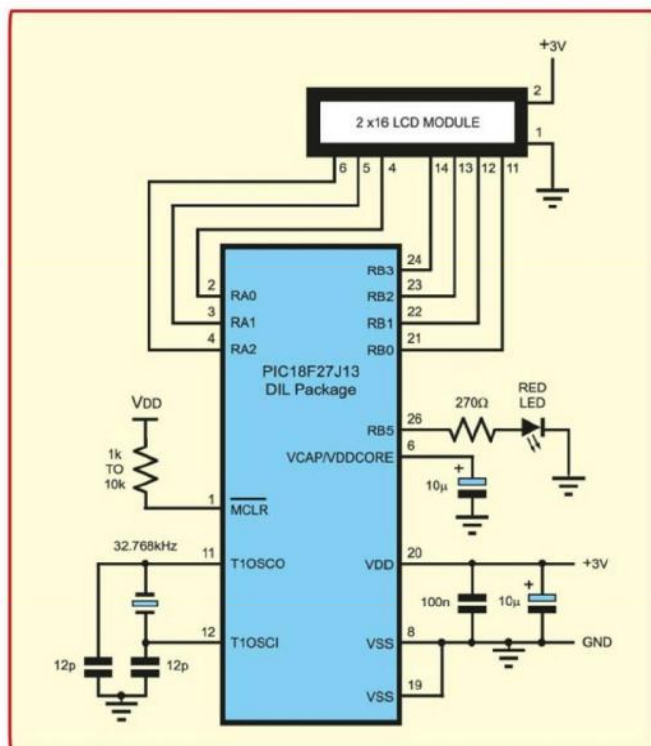 +3V
2
2 x16 LCD MODULE
1
6 5 4 14 13 12 11
24
RB3
2 23
RA0 RB2
3 22
RA1 RB1
4 21
RA2 RB0
PIC18F27J13
DIL Package
VDD
270Ω RED
LED
26
RB5
6
VCAP/VDDCORE
1k
TO
10k
10µ
+
1
MCLR
32.768kHz
11 20
T1OSCO VDD +3V
+
100n 10µ
12 8
T1OSCI VSS GND
12p 12p
19
VSS